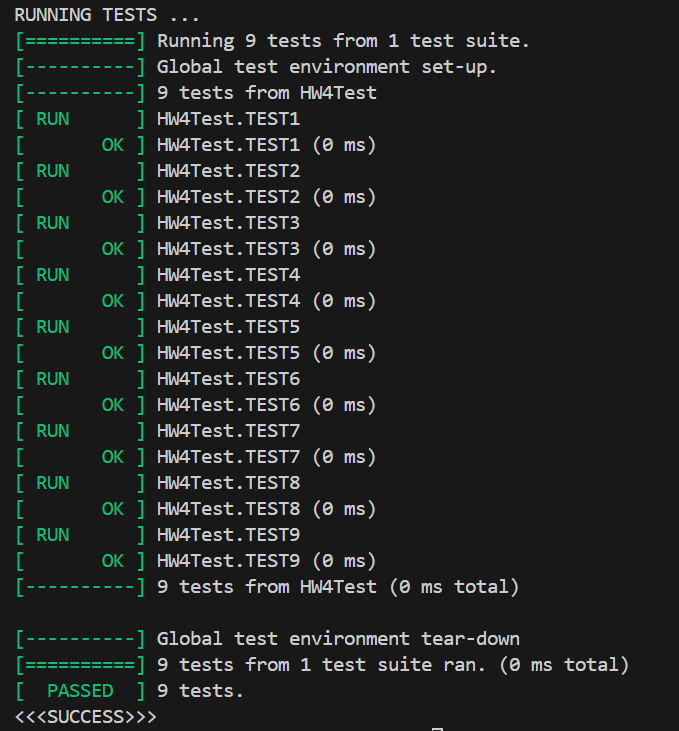 RUNNING TESTS ...
[==========] Running 9 tests from 1 test suite.
[----------] Global test environment set-up.
[----------] 9 tests from HW4Test
[ RUN      ] HW4Test.TEST1
[       OK ] HW4Test.TEST1 (0 ms)
[ RUN      ] HW4Test.TEST2
[       OK ] HW4Test.TEST2 (0 ms)
[ RUN      ] HW4Test.TEST3
[       OK ] HW4Test.TEST3 (0 ms)
[ RUN      ] HW4Test.TEST4
[       OK ] HW4Test.TEST4 (0 ms)
[ RUN      ] HW4Test.TEST5
[       OK ] HW4Test.TEST5 (0 ms)
[ RUN      ] HW4Test.TEST6
[       OK ] HW4Test.TEST6 (0 ms)
[ RUN      ] HW4Test.TEST7
[       OK ] HW4Test.TEST7 (0 ms)
[ RUN      ] HW4Test.TEST8
[       OK ] HW4Test.TEST8 (0 ms)
[ RUN      ] HW4Test.TEST9
[       OK ] HW4Test.TEST9 (0 ms)
[----------] 9 tests from HW4Test (0 ms total)

[----------] Global test environment tear-down
[==========] 9 tests from 1 test suite ran. (0 ms total)
[  PASSED  ] 9 tests.
<<<SUCCESS>>>